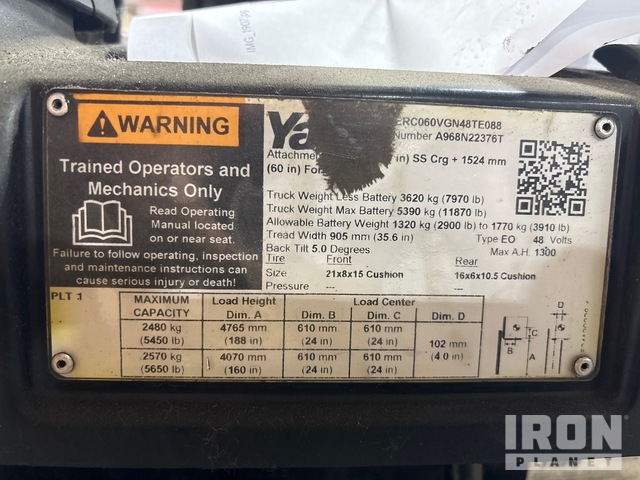 IMG_1907.
WARNING
Trained Operators and
Mechanics Only
Read Operating
Manual located
on or near seat.
Failure to follow operating, inspection
and maintenance instructions can
cause serious injury or death!
Ya
ERC060VGN48TE088
Number A968N22376T
Attachmen in) SS Crg + 1524 mm
(60 in) For
Truck Weight Less Battery 3620 kg (7970 lb)
Truck Weight Max Battery 5390 kg (11870 lb)
Allowable Battery Weight 1320 kg (2900 lb) to 1770 kg (3910 lb)
Tread Width 905 mm (35.6 in) Type EO 48 Volts
Back Tilt 5.0 Degrees Max A.H. 1300
Tire Front Rear
Size 21x8x15 Cushion 16x6x10.5 Cushion
Pressure --- ---
PLT :1
MAXIMUM CAPACITY Load Height Load Center
Dim. A Dim. B Dim. C Dim. D
2480 kg 4765 mm 610 mm 610 mm
(5450 lb) (188 in) (24 in) (24 in)
102 mm
(4.0 in)
2570 kg 4070 mm 610 mm 610 mm
(5650 lb) (160 in) (24 in) (24 in)
D
C
B
A
IRON
PLANET